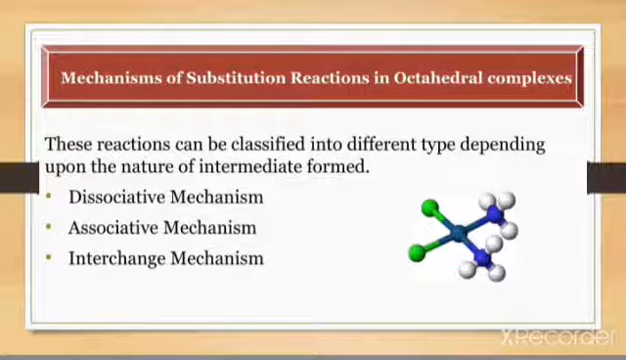 Mechanisms of Substitution Reactions in Octahedral complexes
These reactions can be classified into different type depending
upon the nature of intermediate formed.
• Dissociative Mechanism
• Associative Mechanism
• Interchange Mechanism
XRecorder